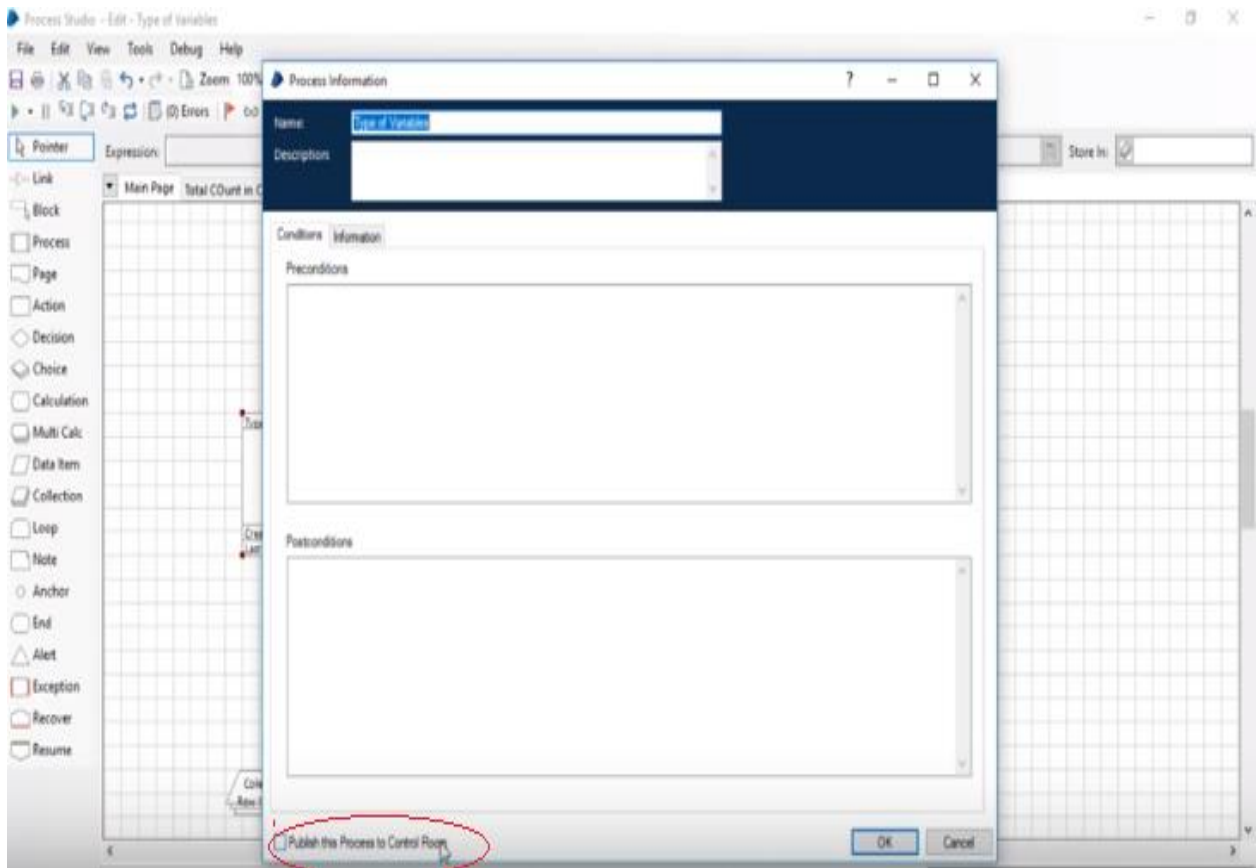 Process Studio - Edit - Type of Variables
File Edit View Tools Debug Help
Zoom 100%
(0) Errors
Pointer
Expression:
Store In:
Link
Main Page Total COunt in C
Block
Process
Page
Action
Decision
Choice
Calculation
Multi Calc
Data Item
Collection
Loop
Note
Anchor
End
Alert
Exception
Recover
Resume
Process Information
Name:
Type of Variables
Description:
Conditions Information
Preconditions
Postconditions
Publish this Process to Control Room
OK Cancel